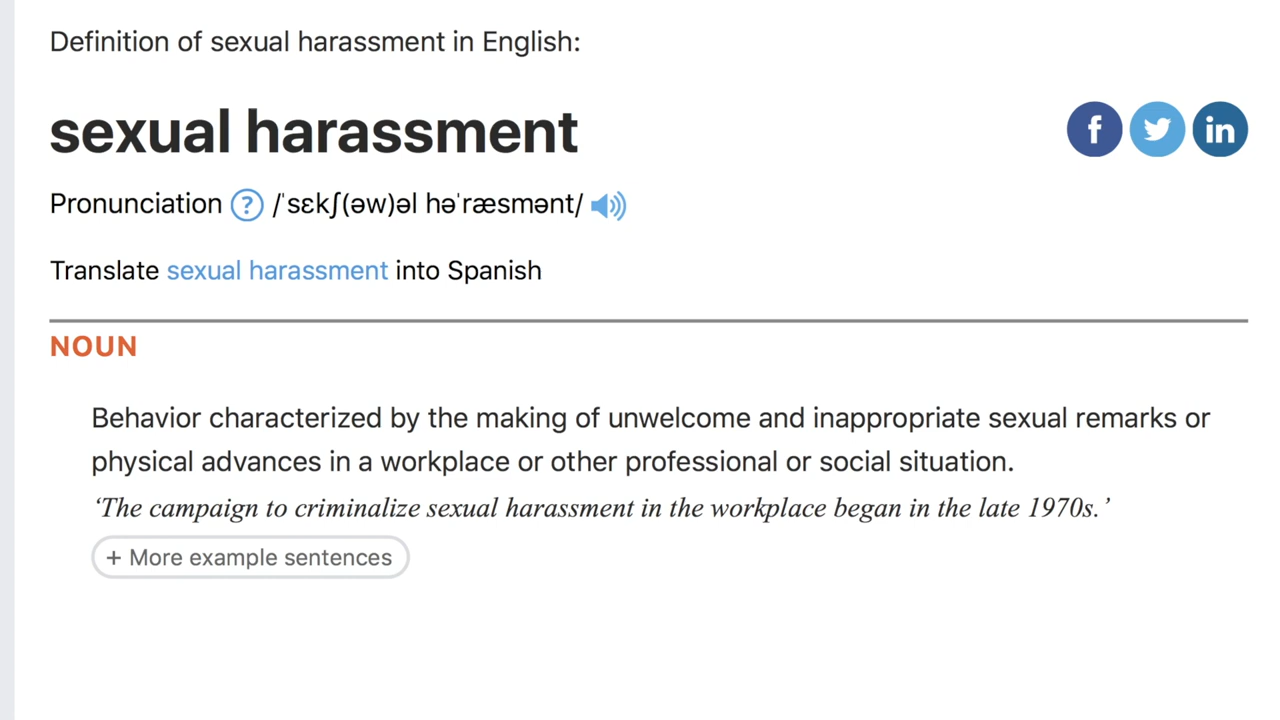 Definition of sexual harassment in English:
sexual harassment
f
in
Pronunciation ? /ˈsɛkʃ(əw)əl həˈræsmənt/
Translate sexual harassment into Spanish
NOUN
Behavior characterized by the making of unwelcome and inappropriate sexual remarks or
physical advances in a workplace or other professional or social situation.
‘The campaign to criminalize sexual harassment in the workplace began in the late 1970s.’
+ More example sentences